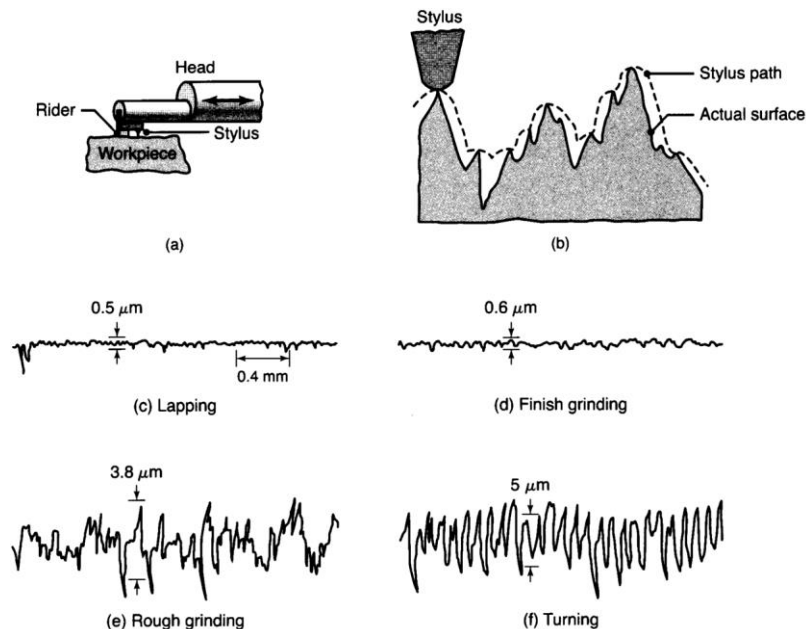 Stylus
Head
Rider
Stylus
Workpiece
Stylus path
Actual surface
(a)
(b)
0.5 μm
0.4 mm
(c) Lapping
0.6 μm
(d) Finish grinding
3.8 μm
(e) Rough grinding
5 μm
(f) Turning